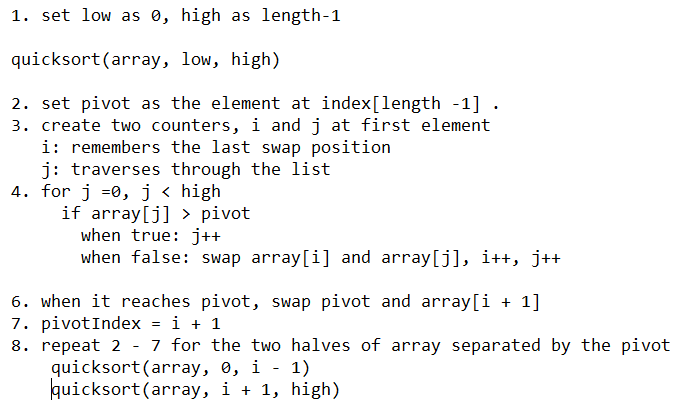 1. set low as 0, high as length-1
quicksort(array, low, high)
2. set pivot as the element at index[length -1] .
3. create two counters, i and j at first element
i: remembers the last swap position
j: traverses through the list
4. for j =0, j < high
if array[j] > pivot
when true: j++
when false: swap array[i] and array[j], i++, j++
6. when it reaches pivot, swap pivot and array[i + 1]
7. pivotIndex = i + 1
8. repeat 2 - 7 for the two halves of array separated by the pivot
quicksort(array, 0, i - 1)
quicksort(array, i + 1, high)